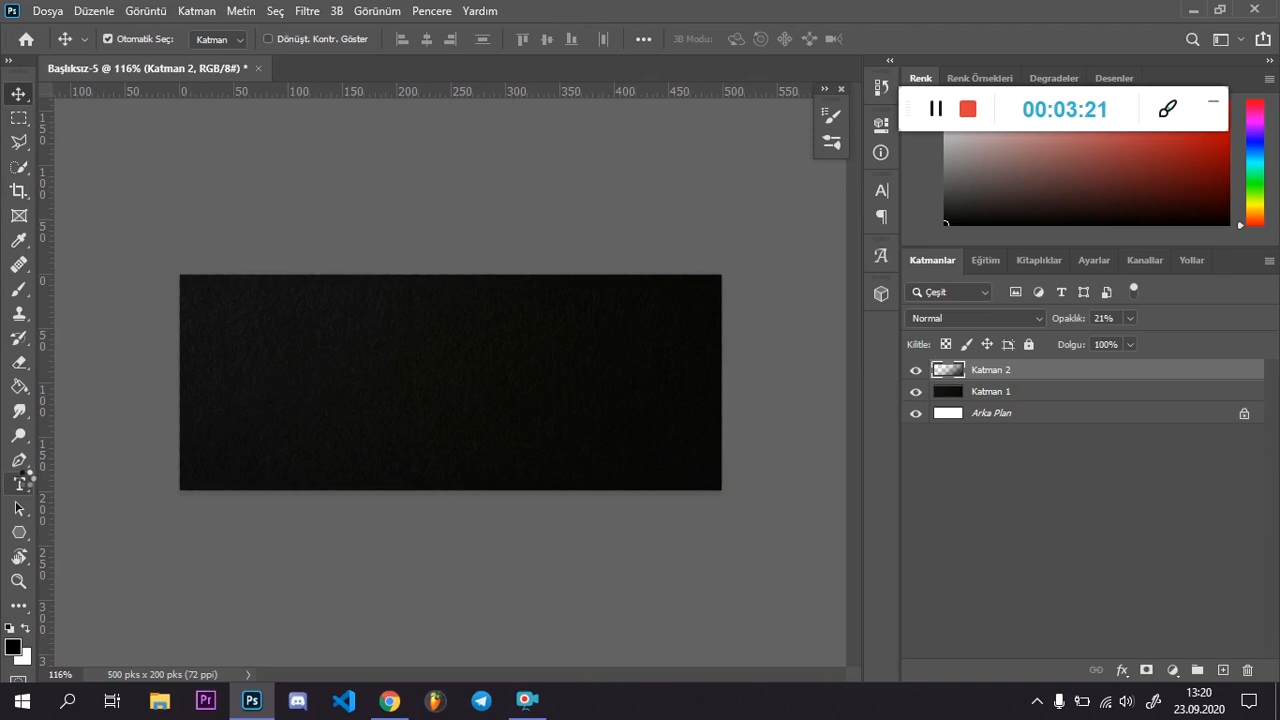 Ps Dosya Düzenle Görüntü Katman Metin Seç Filtre 3B Görünüm Pencere Yardım
Otomatik Seç: Katman Dönüşt. Kontr. Göster 3B Modu:
Başlıksız-5 @ 116% (Katman 2, RGB/8#) *
Renk Renk Örnekleri Degradeler Desenler
100 50 0 50 100 150 200 250 300 350 400 450 500 550
00:03:21
Katmanlar Eğitim Kitaplıklar Ayarlar Kanallar Yollar
Çeşit
Normal Opaklık: 21%
Kilitle: Dolgu: 100%
Katman 2
Katman 1
Arka Plan
116% 500 pks x 200 pks (72 ppi)
Pr Ps
13:20
23.09.2020